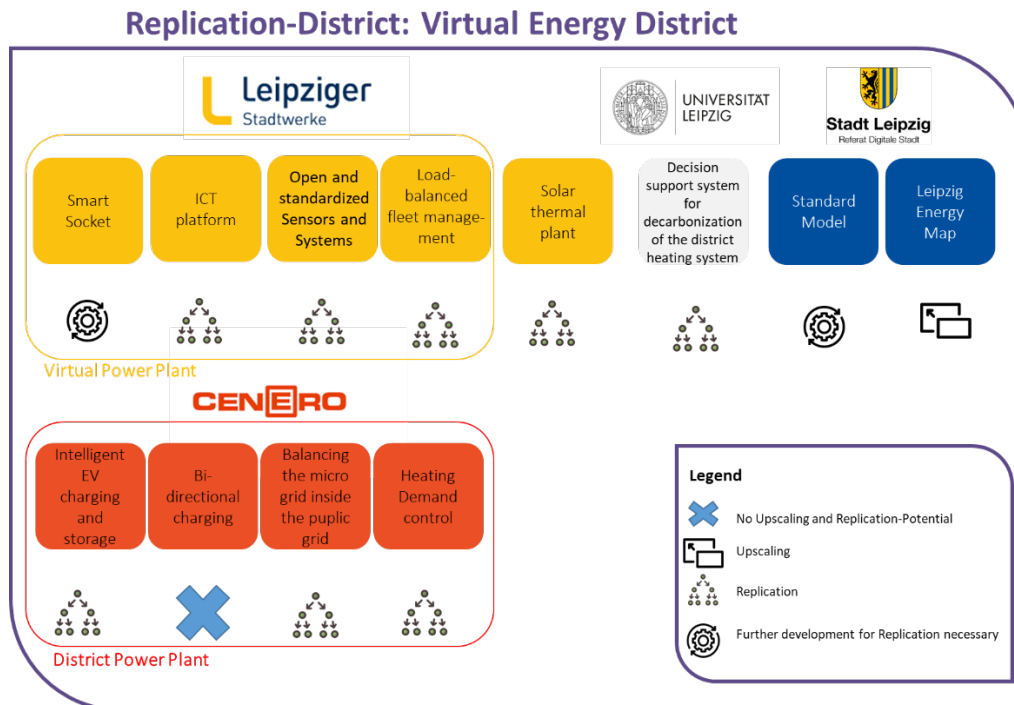 Replication-District: Virtual Energy District
Leipziger
Stadtwerke
UNIVERSITÄT
LEIPZIG
Stadt Leipzig
Referat Digitale Stadt
Smart
Socket
ICT
platform
Open and
standardized
Sensors and
Systems
Load-
balanced
fleet manage-
ment
Solar
thermal
plant
Decision
support system
for
decarbonization
of the district
heating system
Standard
Model
Leipzig
Energy
Map
Virtual Power Plant
CENERO
Intelligent
EV
charging
and
storage
Bi-
directional
charging
Balancing
the micro
grid inside
the puplic
grid
Heating
Demand
control
District Power Plant
Legend
No Upscaling and Replication-Potential
Upscaling
Replication
Further development for Replication necessary